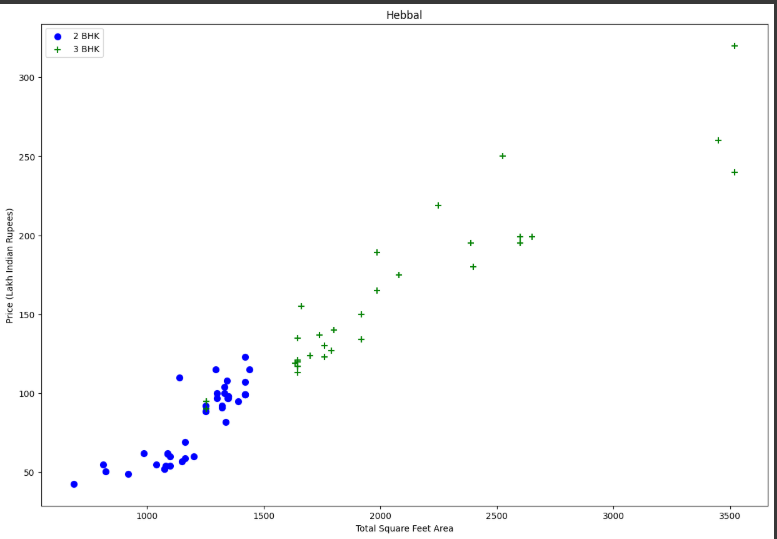 Hebbal
2 BHK
3 BHK
300
250
200
150
100
50
Price (Lakh Indian Rupees)
1000 1500 2000 2500 3000 3500
Total Square Feet Area